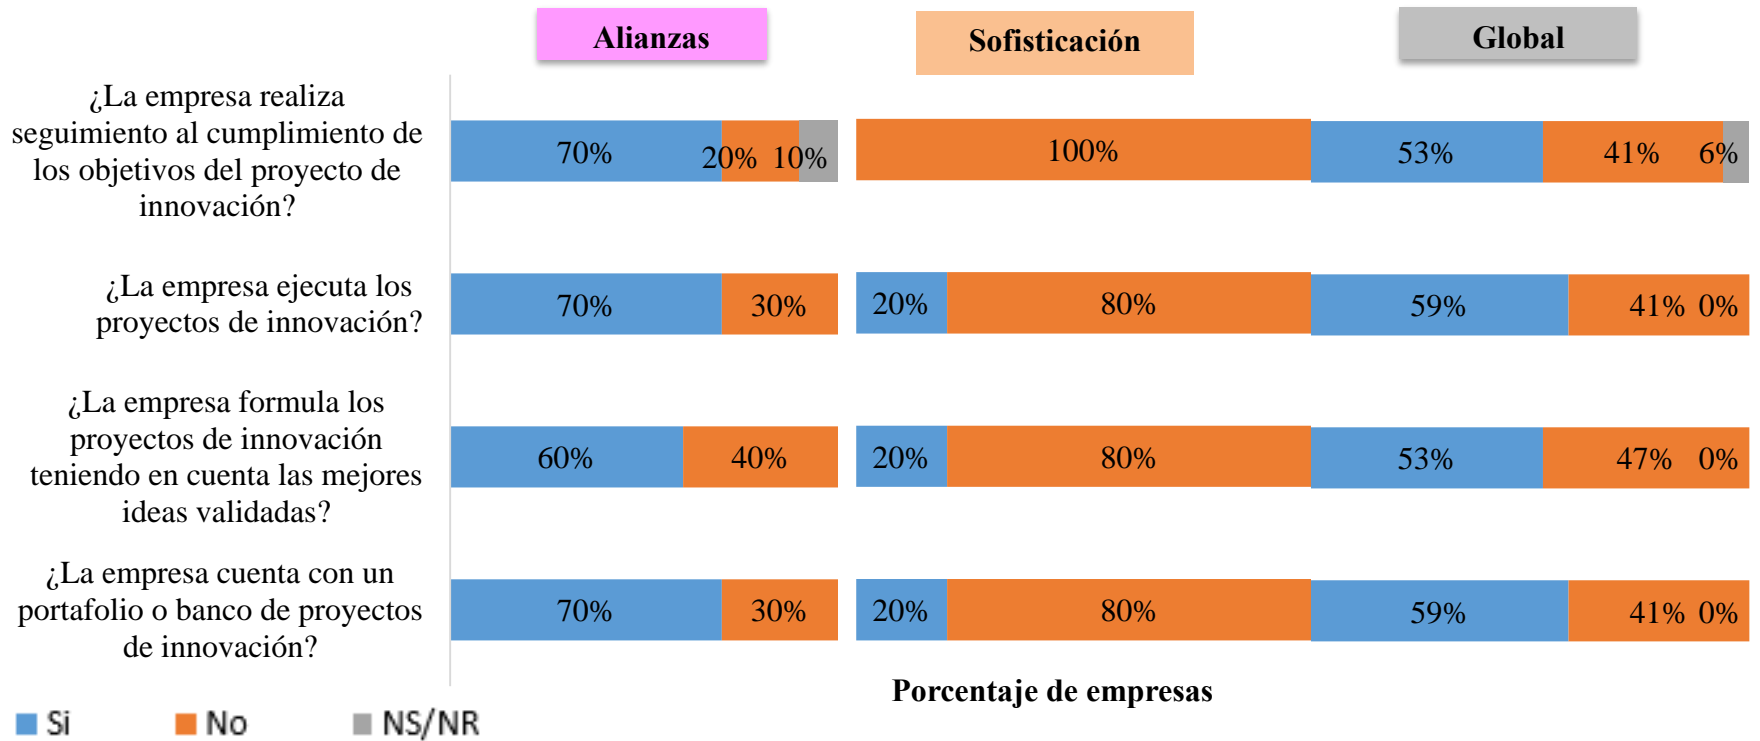 Alianzas
Sofisticación
Global
¿La empresa realiza
seguimiento al cumplimiento de
los objetivos del proyecto de
innovación?
70%
20%
10%
100%
53%
41%
6%
¿La empresa ejecuta los
proyectos de innovación?
70%
30%
20%
80%
59%
41%
0%
¿La empresa formula los
proyectos de innovación
teniendo en cuenta las mejores
ideas validadas?
60%
40%
20%
80%
53%
47%
0%
¿La empresa cuenta con un
portafolio o banco de proyectos
de innovación?
70%
30%
20%
80%
59%
41%
0%
Porcentaje de empresas
Si
No
NS/NR